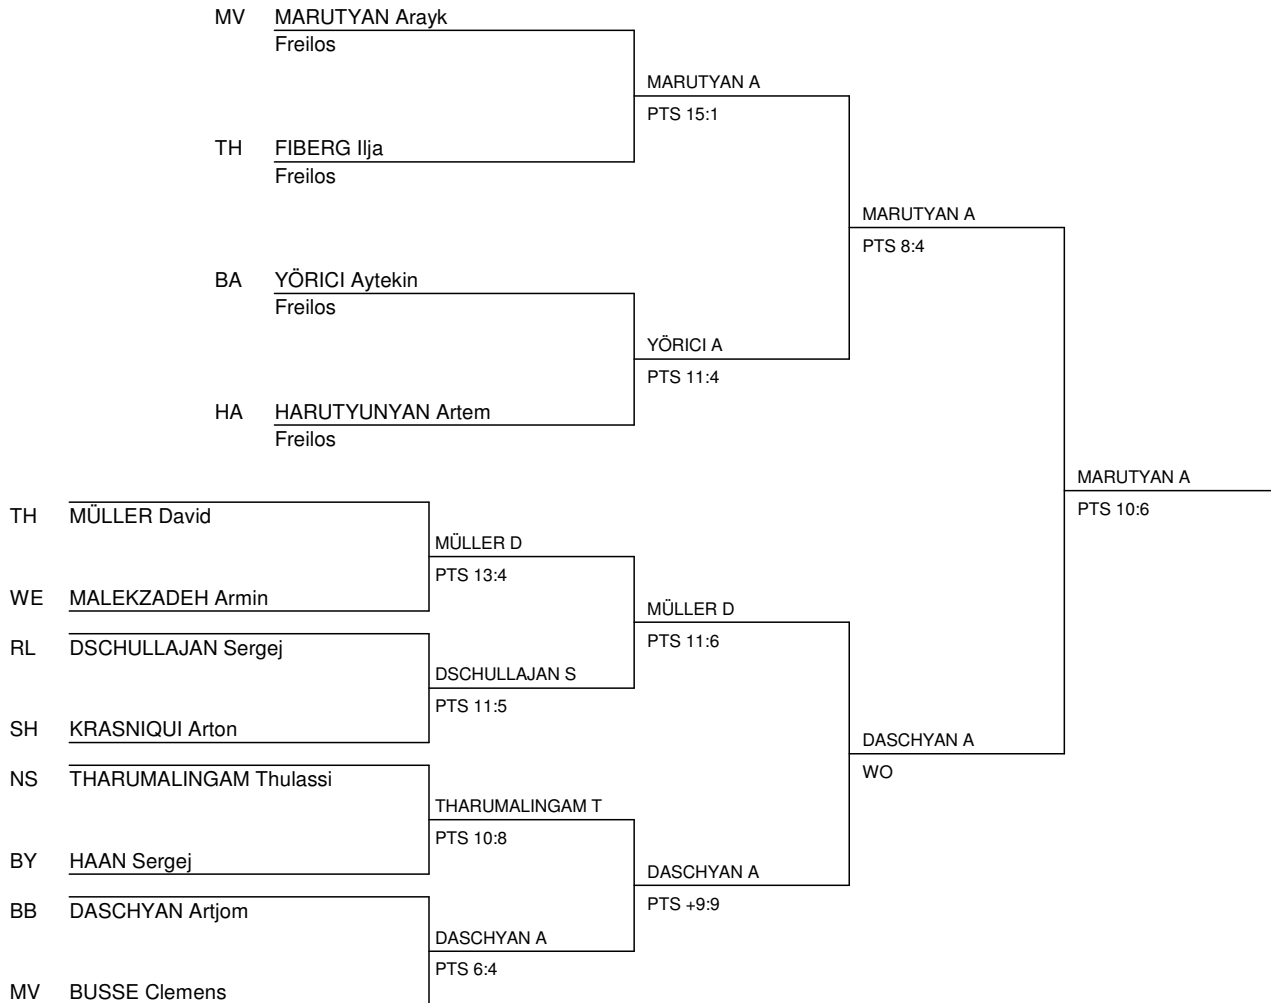 MV MARUTYAN Arayk
Freilos
MARUTYAN A
PTS 15:1
TH FIBERG Ilja
Freilos
MARUTYAN A
PTS 8:4
BA YÖRICI Aytekin
Freilos
YÖRICI A
PTS 11:4
HA HARUTYUNYAN Artem
Freilos
MARUTYAN A
PTS 10:6
TH MÜLLER David
MÜLLER D
PTS 13:4
WE MALEKZADEH Armin
MÜLLER D
PTS 11:6
RL DSCHULLAJAN Sergej
DSCHULLAJAN S
PTS 11:5
SH KRASNIQUI Arton
DASCHYAN A
WO
NS THARUMALINGAM Thulassi
THARUMALINGAM T
PTS 10:8
BY HAAN Sergej
DASCHYAN A
PTS +9:9
BB DASCHYAN Artjom
DASCHYAN A
PTS 6:4
MV BUSSE Clemens